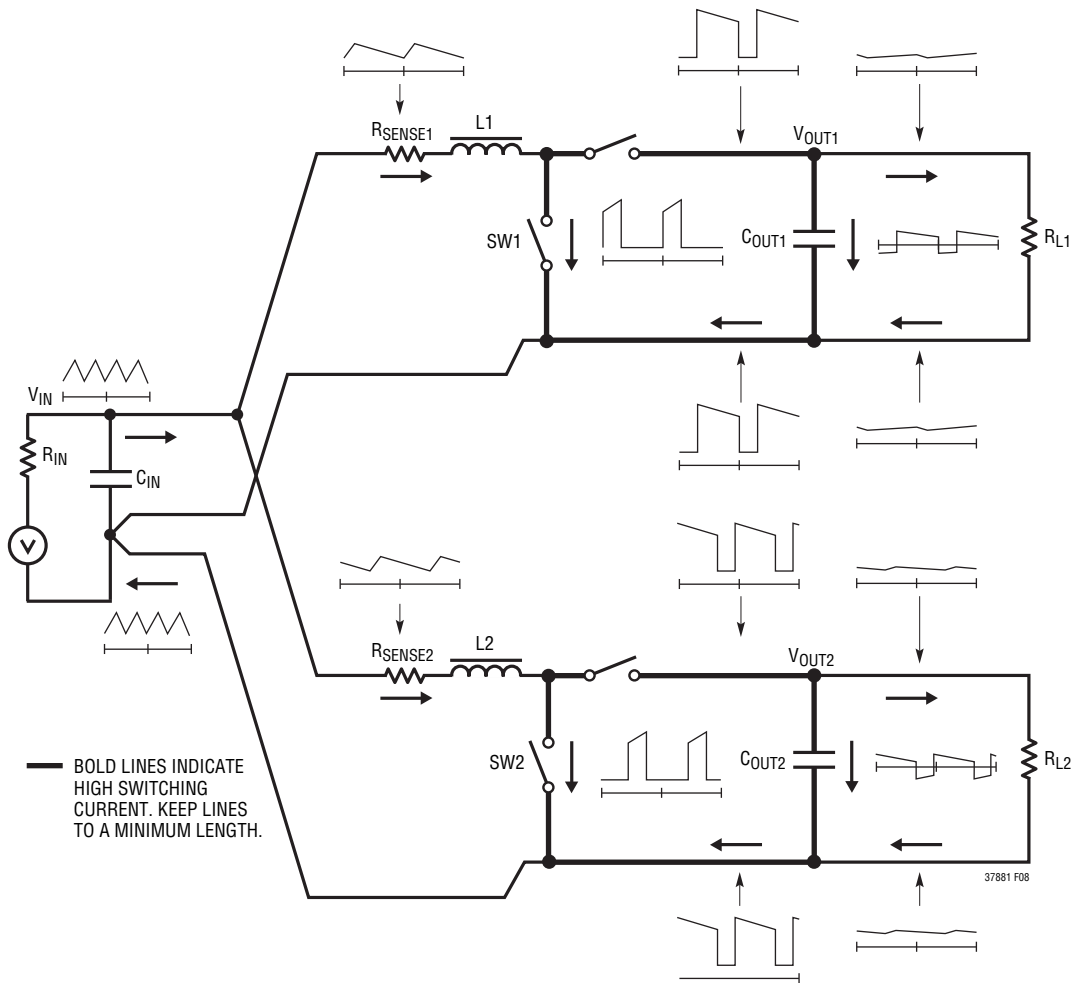 RSENSE1
L1
VOUT1
SW1
COUT1
RL1
VIN
RIN
CIN
V
RSENSE2
L2
VOUT2
SW2
COUT2
RL2
BOLD LINES INDICATE
HIGH SWITCHING
CURRENT. KEEP LINES
TO A MINIMUM LENGTH.
37881 F08